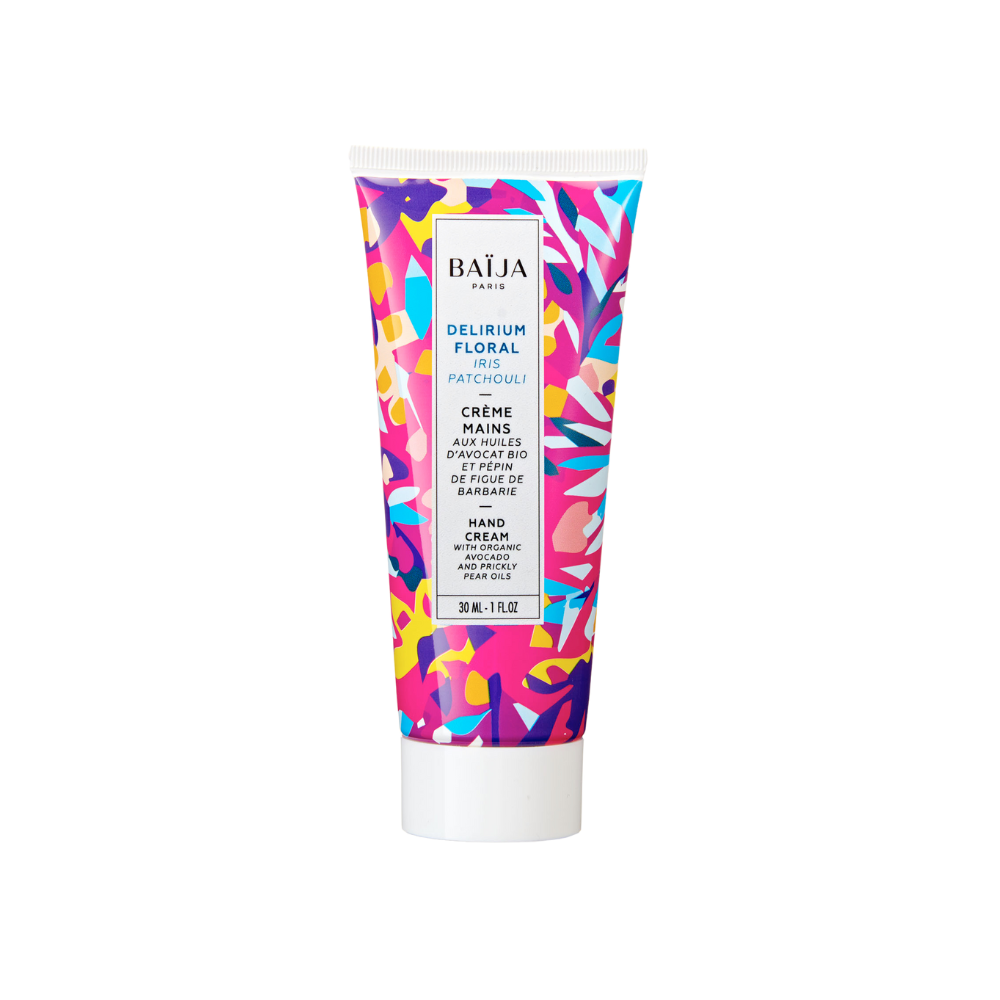 BAÏJA
PARIS
DELIRIUM
FLORAL
IRIS
PATCHOULI
CRÈME
MAINS
AUX HUILES
D'AVOCAT BIO
ET PÉPIN
DE FIGUE DE
BARBARIE
HAND
CREAM
WITH ORGANIC
AVOCADO
AND PRICKLY
PEAR OILS
30 ML - 1 FL.OZ